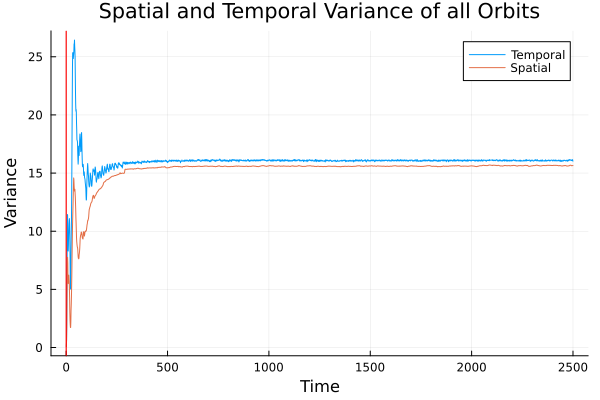 Spatial and Temporal Variance of all Orbits
Temporal
Spatial
25
20
15
10
5
0
Variance
0 500 1000 1500 2000 2500
Time